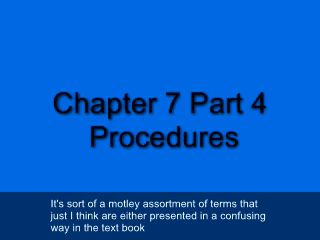 Chapter 7 Part 4
Procedures
It's sort of a motley assortment of terms that
just I think are either presented in a confusing
way in the text book